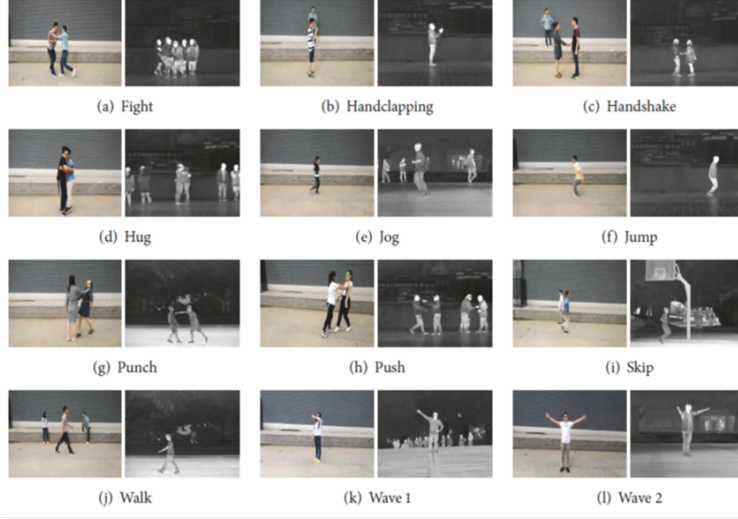 (a) Fight
(b) Handclapping
(c) Handshake
(d) Hug
(e) Jog
(f) Jump
(g) Punch
(h) Push
(i) Skip
(j) Walk
(k) Wave 1
(l) Wave 2